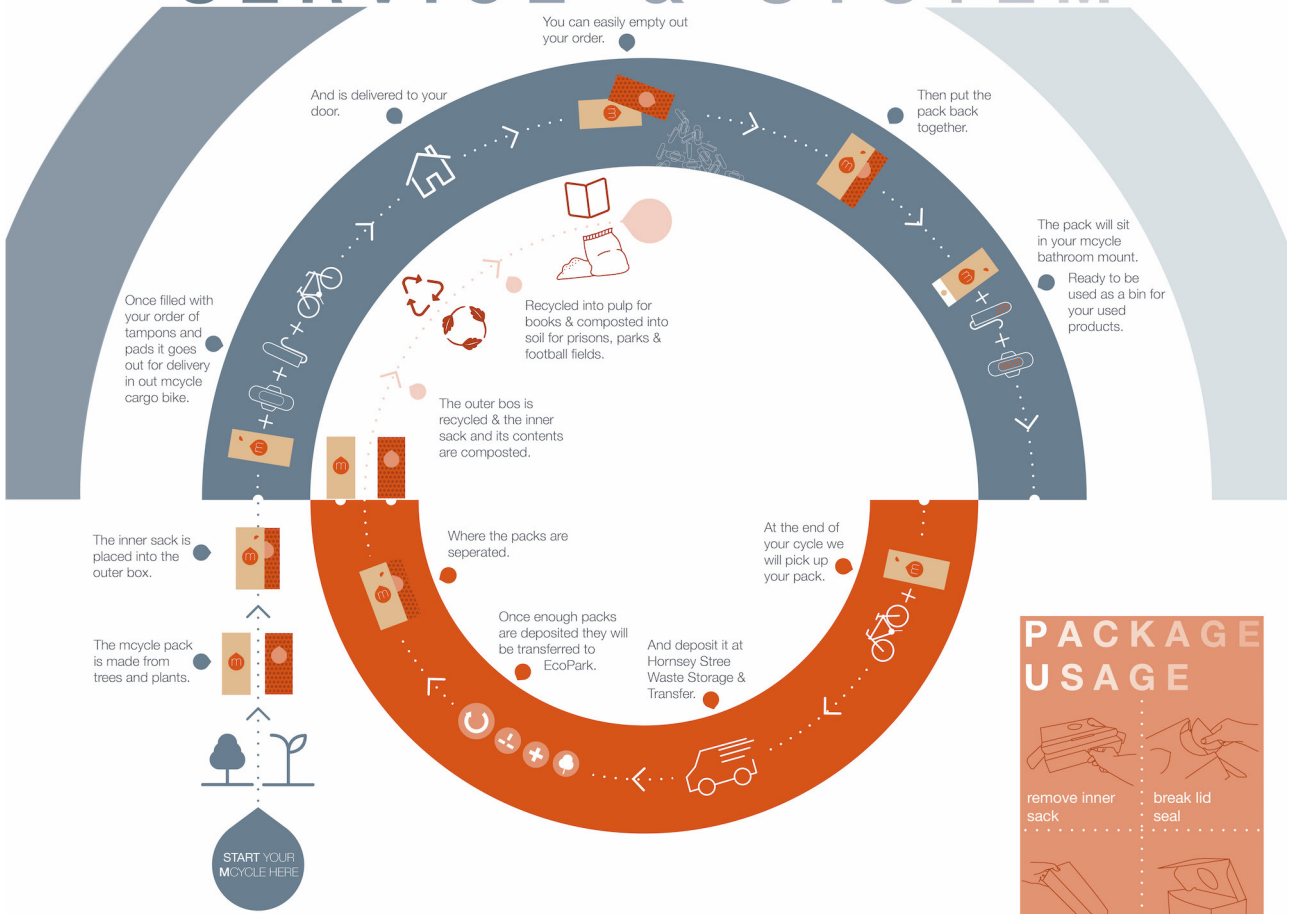 SERVICE & SYSTEM
You can easily empty out
your order.
And is delivered to your
door.
Then put the
pack back
together.
The pack will sit
in your mcycle
bathroom mount.
Ready to be
used as a bin for
your used
products.
Once filled with
your order of
tampons and
pads it goes
out for delivery
in out mcycle
cargo bike.
Recycled into pulp for
books & composted into
soil for prisons, parks &
football fields.
The outer bos is
recycled & the inner
sack and its contents
are composted.
The inner sack is
placed into the
outer box.
Where the packs are
seperated.
At the end of
your cycle we
will pick up
your pack.
Once enough packs
are deposited they will
be transferred to
EcoPark.
And deposit it at
Hornsey Stree
Waste Storage &
Transfer.
The mcycle pack
is made from
trees and plants.
START YOUR
MCYCLE HERE
PACKAGE
USAGE
remove inner
sack
break lid
seal